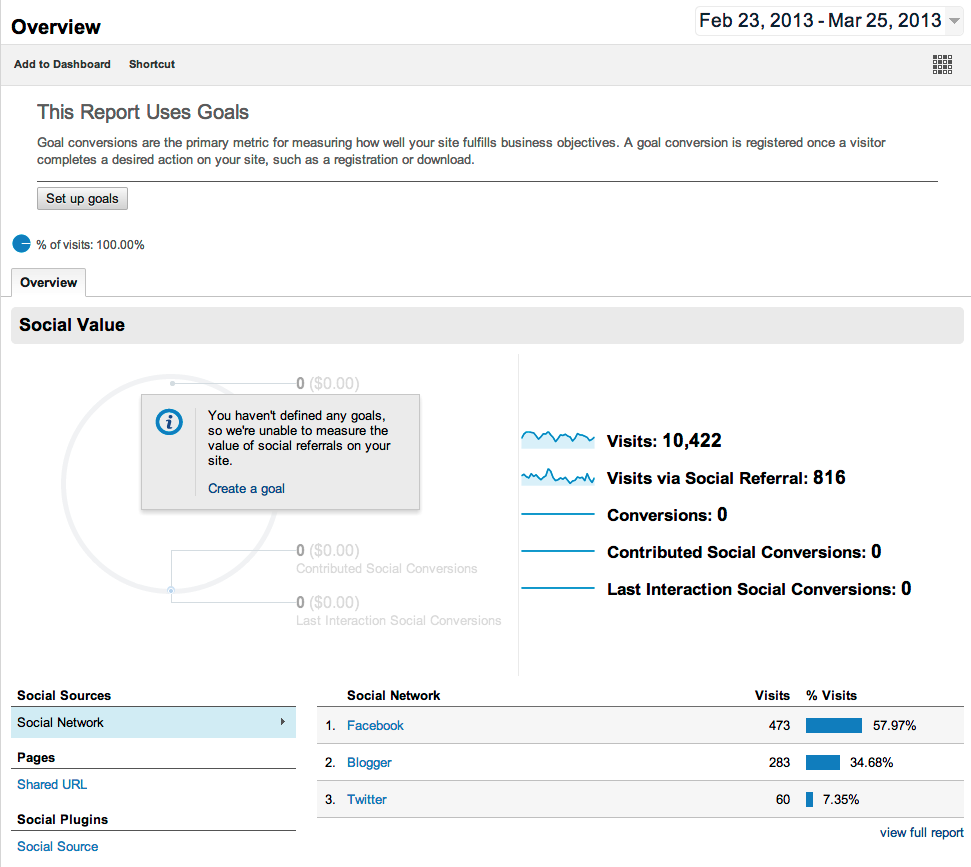 Overview
Feb 23, 2013 - Mar 25, 2013
Add to Dashboard Shortcut
This Report Uses Goals
Goal conversions are the primary metric for measuring how well your site fulfills business objectives. A goal conversion is registered once a visitor
completes a desired action on your site, such as a registration or download.
Set up goals
% of visits: 100.00%
Overview
Social Value
0 ($0.00)
You haven't defined any goals,
so we're unable to measure the
value of social referrals on your
site.
Create a goal
0 ($0.00)
Contributed Social Conversions
0 ($0.00)
Last Interaction Social Conversions
Visits: 10,422
Visits via Social Referral: 816
Conversions: 0
Contributed Social Conversions: 0
Last Interaction Social Conversions: 0
Social Sources
Social Network
Pages
Shared URL
Social Plugins
Social Source
Social Network Visits % Visits
1. Facebook 473 57.97%
2. Blogger 283 34.68%
3. Twitter 60 7.35%
view full report